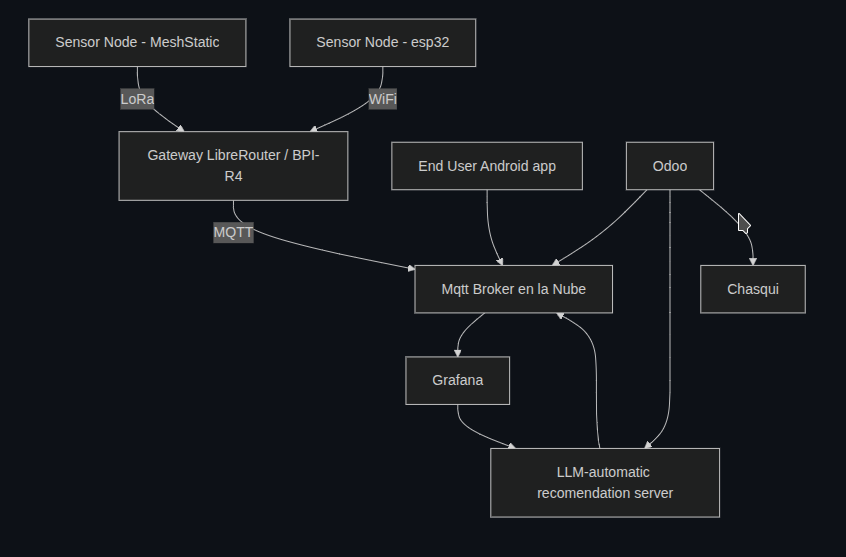 Sensor Node - MeshStatic
Sensor Node - esp32
LoRa
WiFi
Gateway LibreRouter / BPI-
R4
End User Android app
Odoo
MQTT
Mqtt Broker en la Nube
Chasqui
Grafana
LLM-automatic
recomendation server